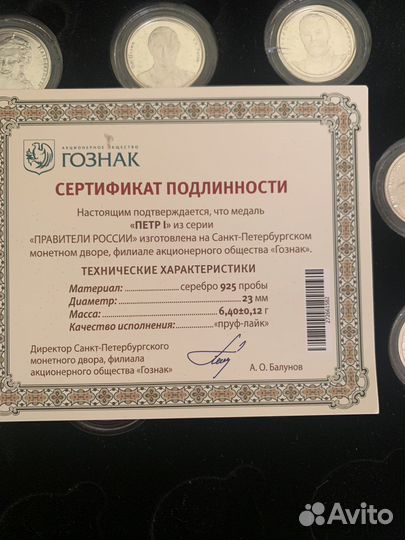 АКЦИОНЕРНОЕ ОБЩЕСТВО
ГОЗНАК
СЕРТИФИКАТ ПОДЛИННОСТИ
Настоящим подтверждается, что медаль
«ПЕТР I» из серии
«ПРАВИТЕЛИ РОССИИ» изготовлена на Санкт-Петербургском
монетном дворе, филиале акционерного общества «Гознак».
ТЕХНИЧЕСКИЕ ХАРАКТЕРИСТИКИ
Материал: серебро 925 пробы
Диаметр: 23 мм
Масса: 6,40±0,12 г
Качество исполнения: «пруф-лайк»
Директор Санкт-Петербургского
монетного двора, филиала
акционерного общества «Гознак»
А. О. Балунов
Avito